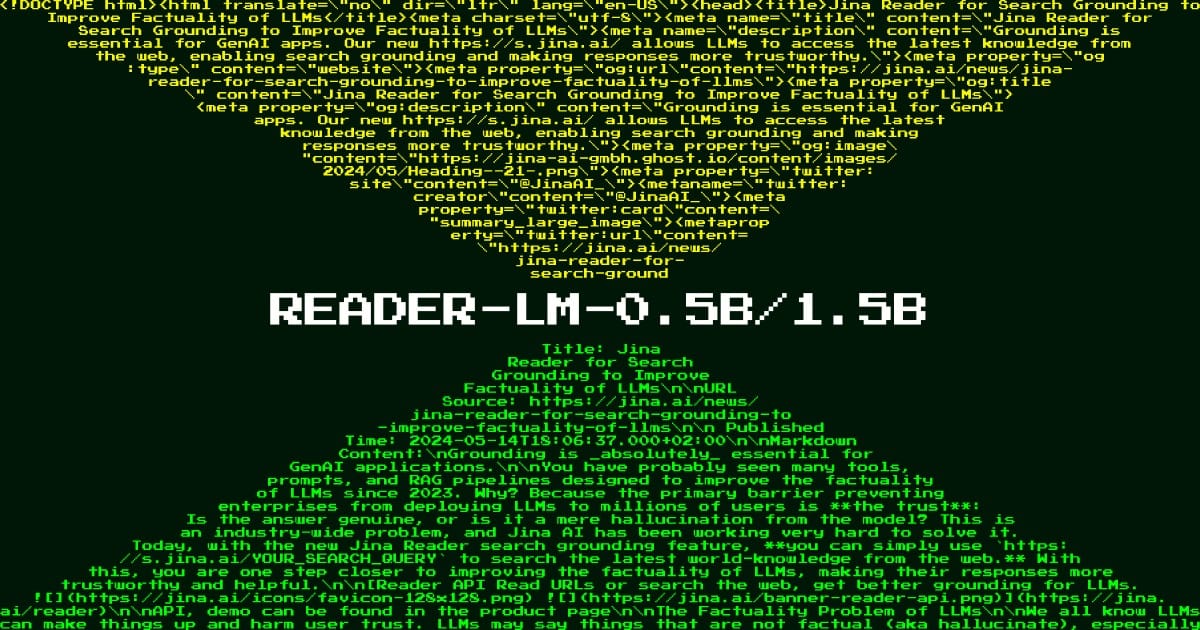 <!DOCTYPE html><html translate=\"no\" dir=\"ltr\" lang=\"en-US\"><head><title>Jina Reader for Search Grounding to
Improve Factuality of LLMs</title><meta charset=\"utf-8\"><meta name=\"title\" content=\"Jina Reader for
Search Grounding to Improve Factuality of LLMs\"><meta name=\"description\" content=\"Grounding is
essential for GenAI apps. Our new https://s.jina.ai/ allows LLMs to access the latest knowledge from
the web, enabling search grounding and making responses more trustworthy.\"><meta property=\"og
:type\" content=\"website\"><meta property=\"og:url\"content=\"https://jina.ai/news/jina-
reader-for-search-grounding-to-improve-factuality-of-llms\"><meta property=\"og:title
\" content=\"Jina Reader for Search Grounding to Improve Factuality of LLMs\">
<meta property=\"og:description\" content=\"Grounding is essential for GenAI
apps. Our new https://s.jina.ai/ allows LLMs to access the latest
knowledge from the web, enabling search grounding and making
responses more trustworthy.\"><meta property=\"og:image\
"content=\"https://jina-ai-gmbh.ghost.io/content/images/
2024/05/Heading--21-.png\"><meta property=\"twitter:
site\"content=\"@JinaAI_\"><metaname=\"twitter:
creator\"content=\"@JinaAI_\"><meta
property=\"twitter:card\"content=\
"summary_large_image\"><metaprop
erty=\"twitter:url\"content=
\"https://jina.ai/news/
jina-reader-for-
search-ground
READER-LM-0.5B/1.5B
Title: Jina
Reader for Search
Grounding to Improve
Factuality of LLMs\n\nURL
Source: https://jina.ai/news/
jina-reader-for-search-grounding-to
-improve-factuality-of-llms\n\n Published
Time: 2024-05-14T18:06:37.000+02:00\n\nMarkdown
Content:\nGrounding is _absolutely_ essential for
GenAI applications.\n\nYou have probably seen many tools,
prompts, and RAG pipelines designed to improve the factuality
of LLMs since 2023. Why? Because the primary barrier preventing
enterprises from deploying LLMs to millions of users is **the trust**:
Is the answer genuine, or is it a mere hallucination from the model? This is
an industry-wide problem, and Jina AI has been working very hard to solve it.
Today, with the new Jina Reader search grounding feature, **you can simply use `https:
//s.jina.ai/YOUR_SEARCH_QUERY` to search the latest world-knowledge from the web.** With
this, you are one step closer to improving the factuality of LLMs, making their responses more
trustworthy and helpful.\n\n[Reader API Read URLs or search the web, get better grounding for LLMs.
![](https://jina.ai/icons/favicon-128x128.png) ![](https://jina.ai/banner-reader-api.png)](https://jina.
ai/reader)\n\nAPI, demo can be found in the product page\n\nThe Factuality Problem of LLMs\n\nWe all know LLMs
can make things up and harm user trust. LLMs may say things that are not factual (aka hallucinate), especially